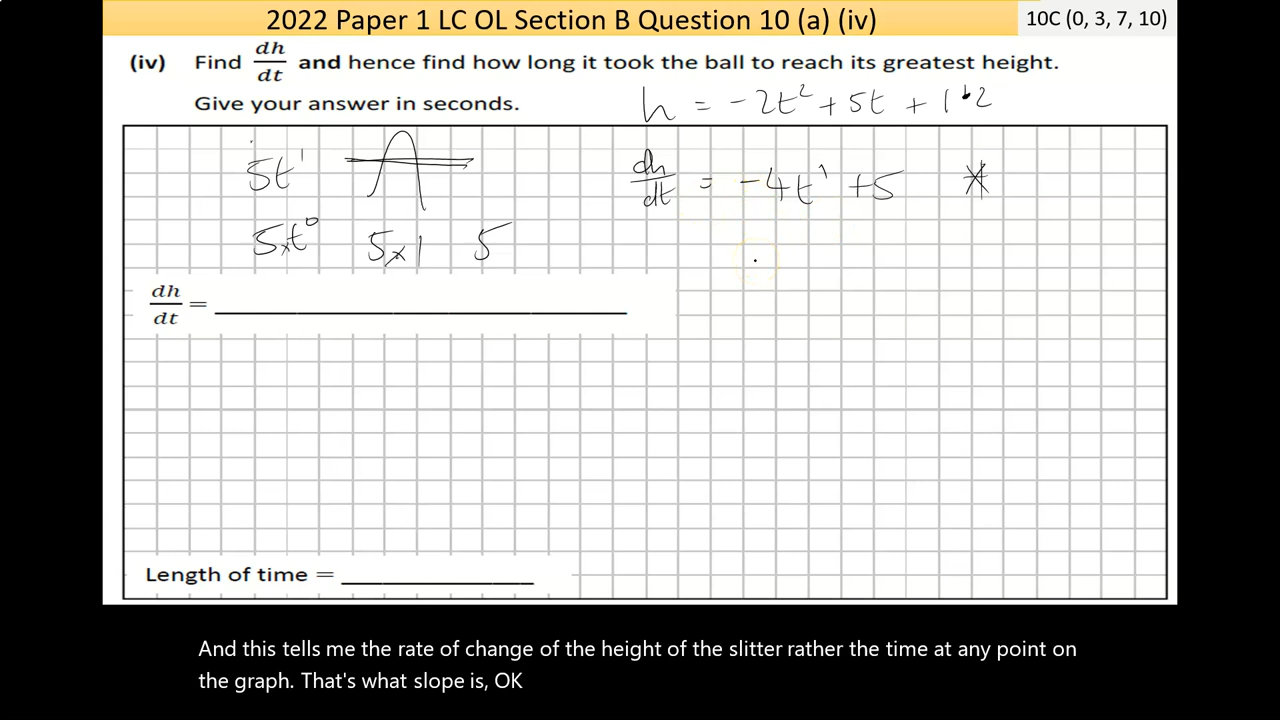 2022 Paper 1 LC OL Section B Question 10 (a) (iv)
10C (0, 3, 7, 10)
(iv) Find dh/dt and hence find how long it took the ball to reach its greatest height.
Give your answer in seconds.
h = -2t² + 5t + 1.2
5t¹
dh/dt = -4t¹ + 5 *
5×t⁰ 5×1 5
dh/dt = ____________
Length of time = ____________
And this tells me the rate of change of the height of the slitter rather the time at any point on
the graph. That's what slope is, OK